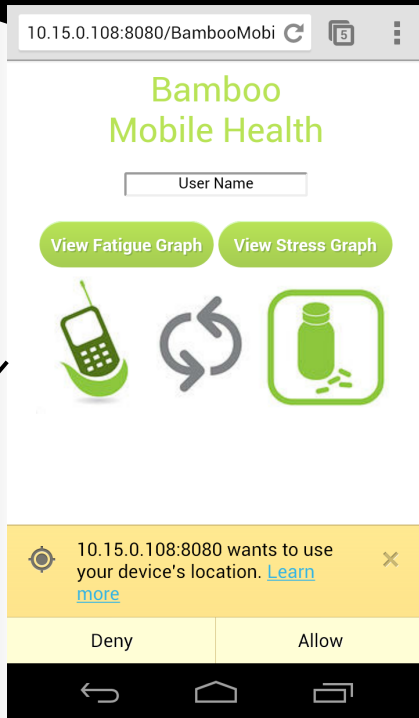 10.15.0.108:8080/BambooMobi
5
Bamboo
Mobile Health
User Name
View Fatigue Graph View Stress Graph
10.15.0.108:8080 wants to use
your device's location. Learn
more
Deny Allow